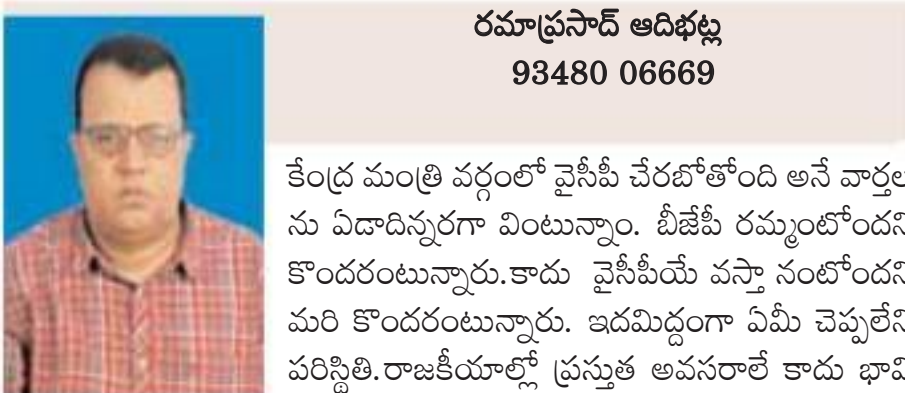 రమాప్రసాద్ ఆదిభట్ల
93480 06669
కేంద్ర మంత్రి వర్గంలో వైసీపీ చేరబోతోంది అనే వార్తల
ను ఏడాదిన్నరగా వింటున్నాం. బీజేపీ రమ్మంటోందని
కొందరంటున్నారు.కాదు వైసీపీయే వస్తా నంటోందని
మరి కొందరంటున్నారు. ఇదమిద్దంగా ఏమీ చెప్పలేని
పరిస్థితి.రాజకీయాల్లో ప్రస్తుత అవసరాలే కాదు భావి